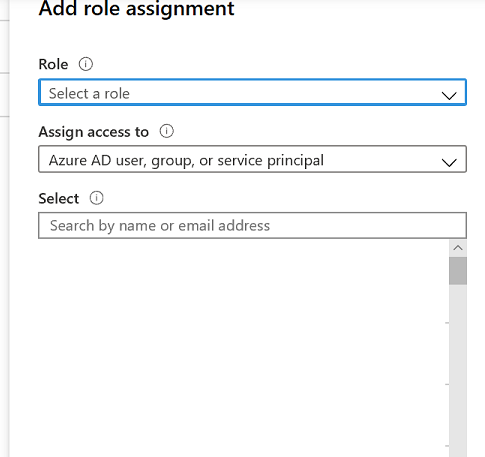 Add role assignment
Role
Select a role
Assign access to
Azure AD user, group, or service principal
Select
Search by name or email address